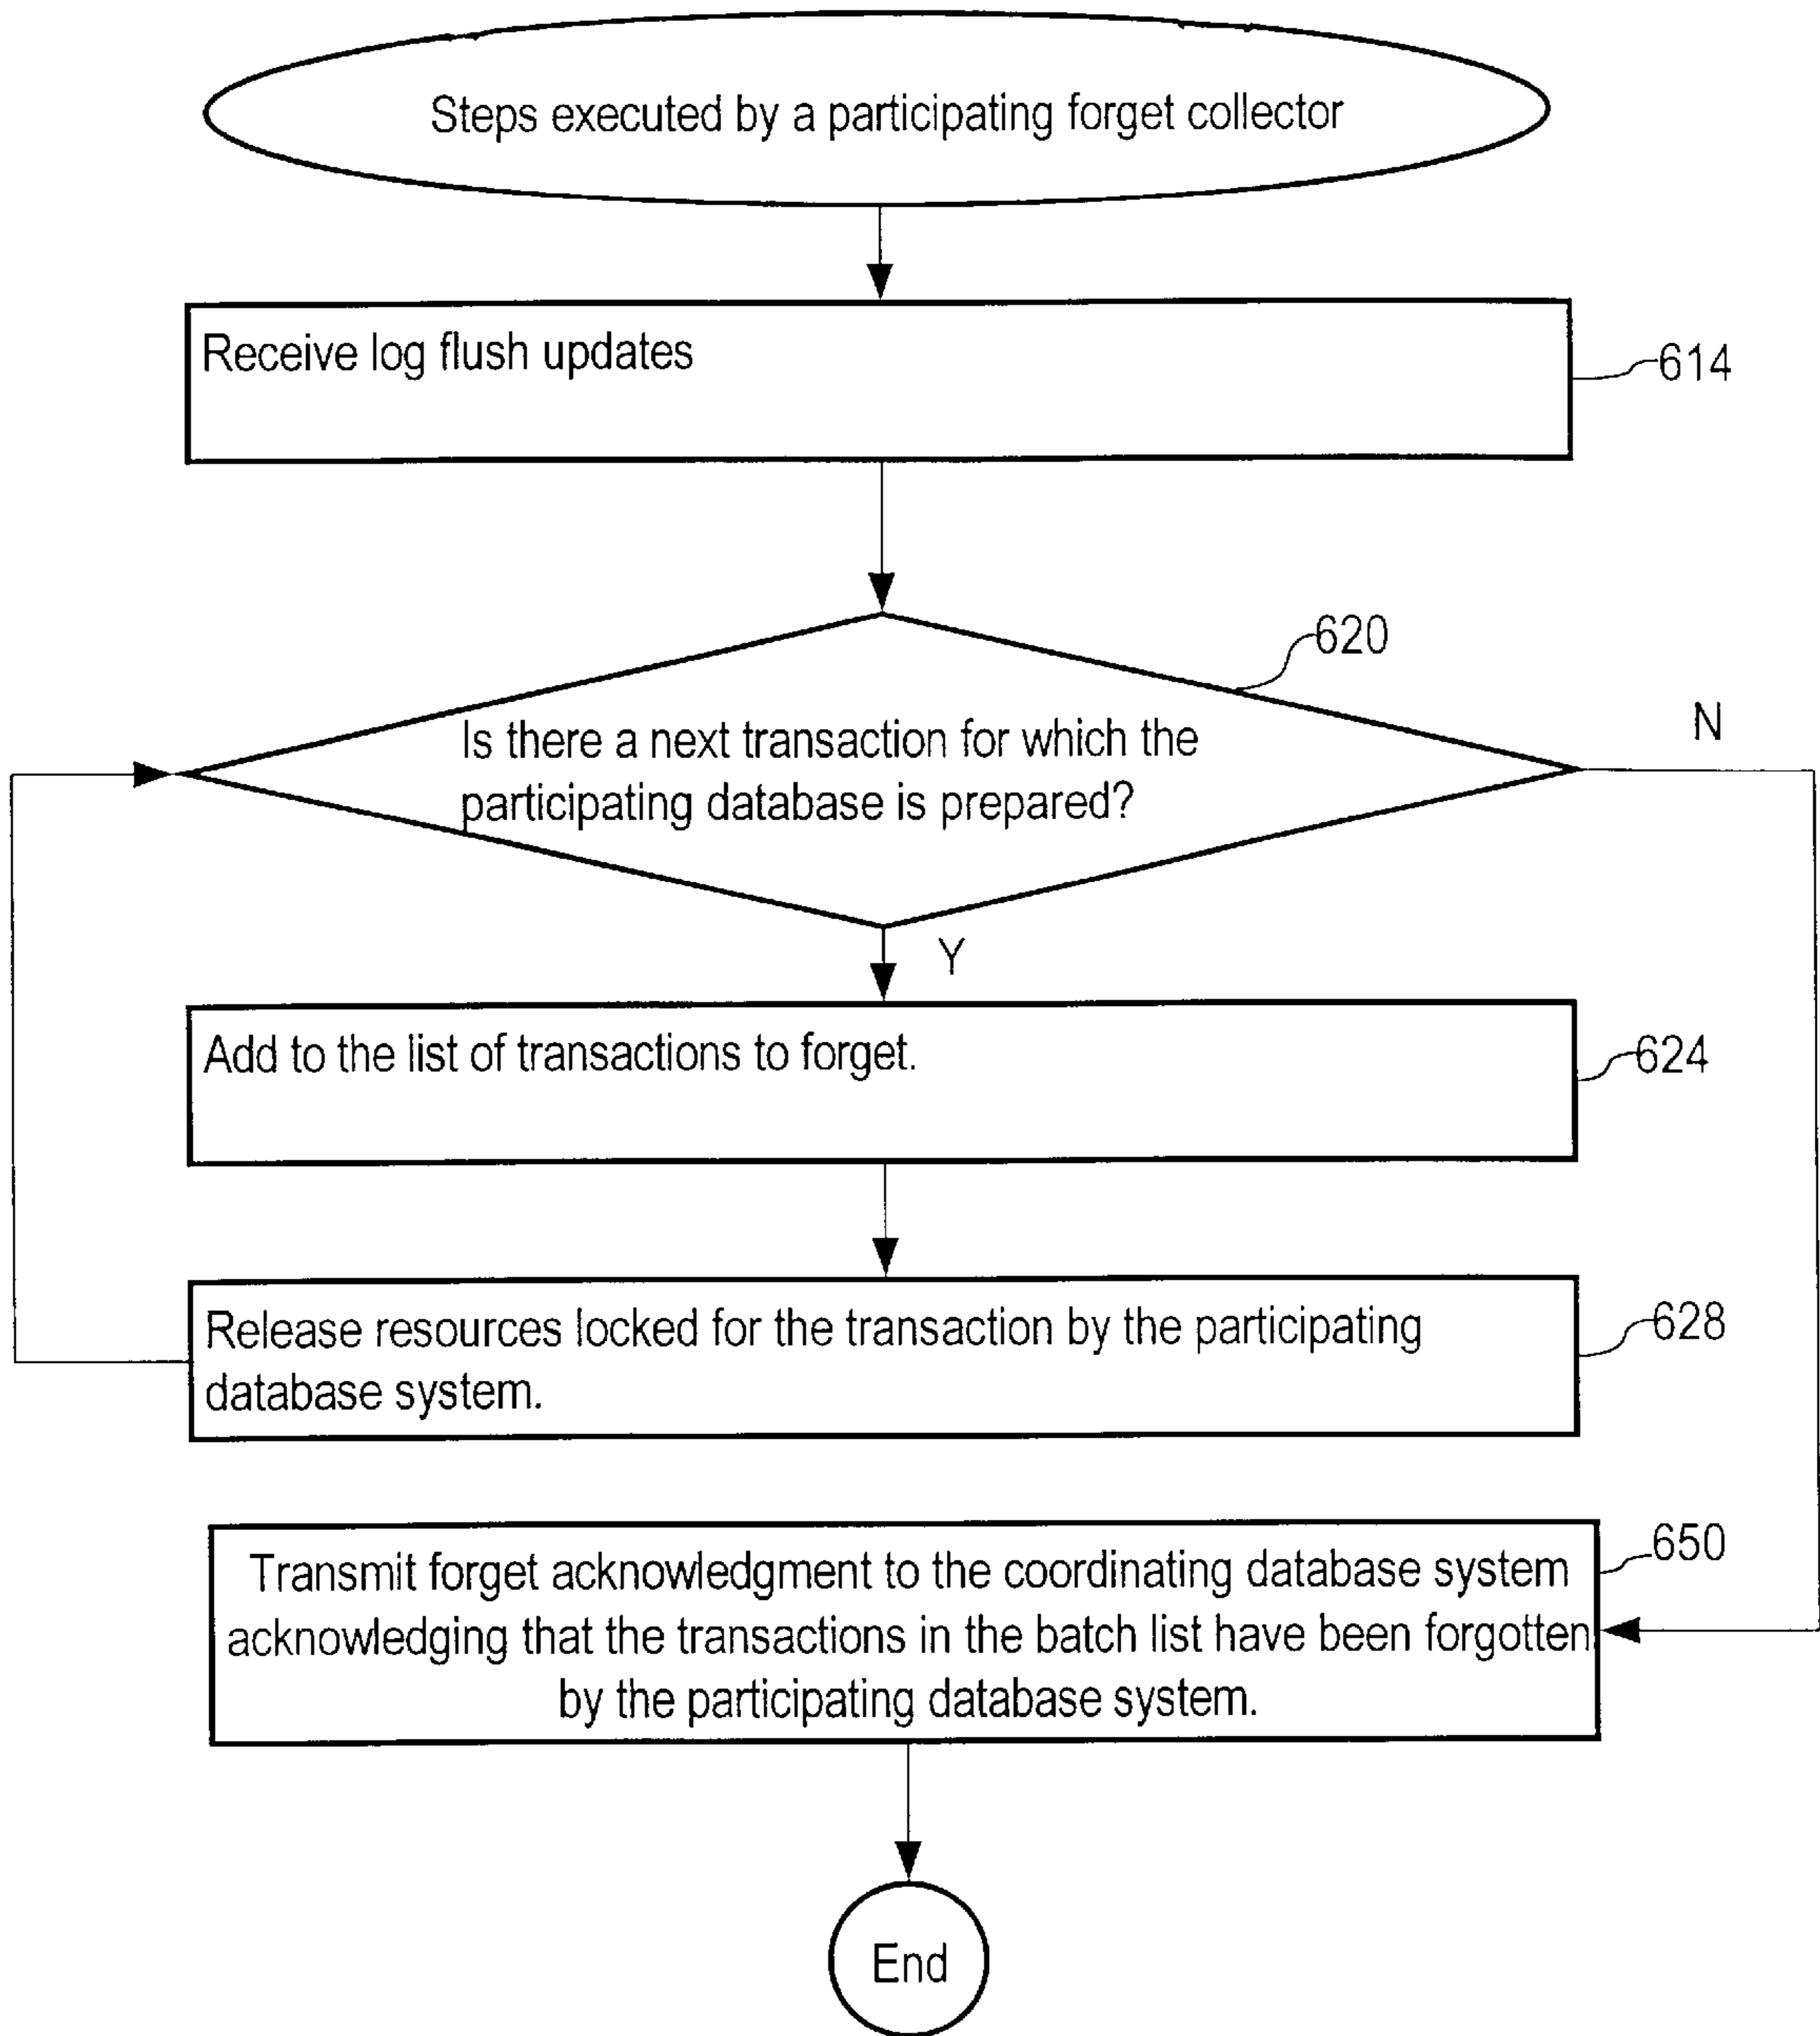 Steps executed by a participating forget collector
Receive log flush updates
614
620
Is there a next transaction for which the
participating database is prepared?
N
Y
Add to the list of transactions to forget.
624
Release resources locked for the transaction by the participating
database system.
628
650
Transmit forget acknowledgment to the coordinating database system
acknowledging that the transactions in the batch list have been forgotten
by the participating database system.
End